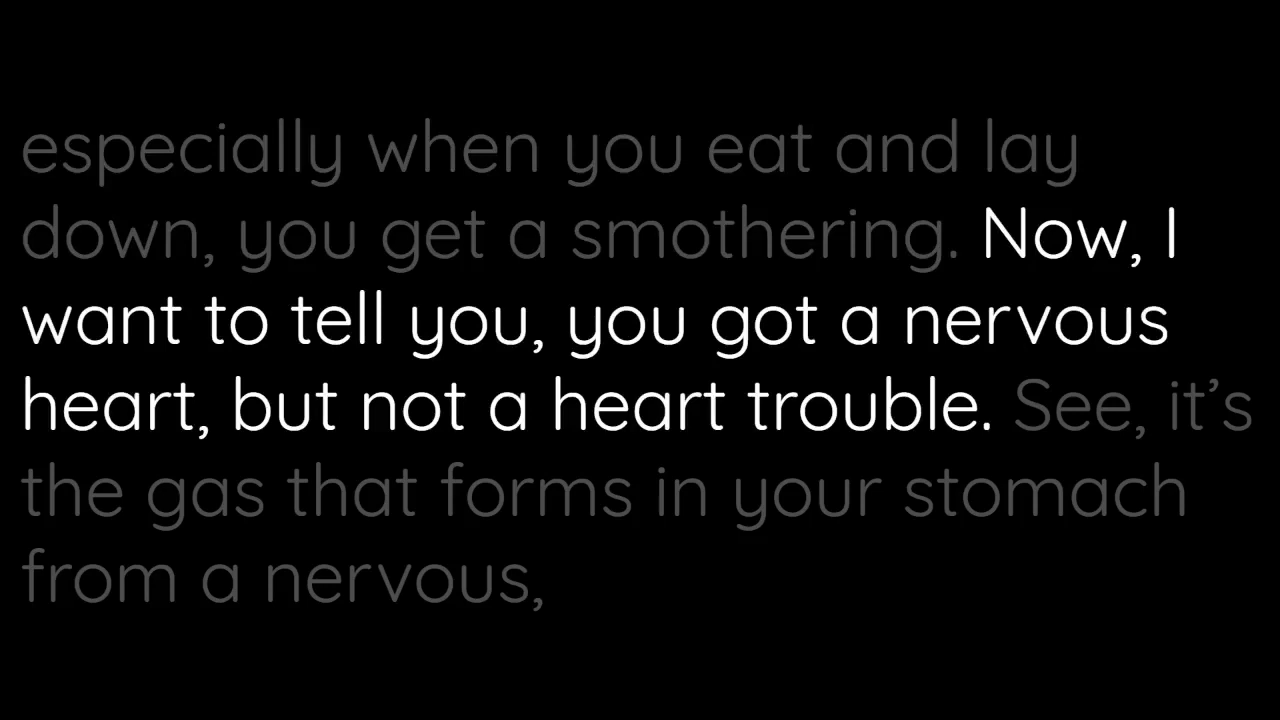 especially when you eat and lay
down, you get a smothering. Now, I
want to tell you, you got a nervous
heart, but not a heart trouble. See, it’s
the gas that forms in your stomach
from a nervous,